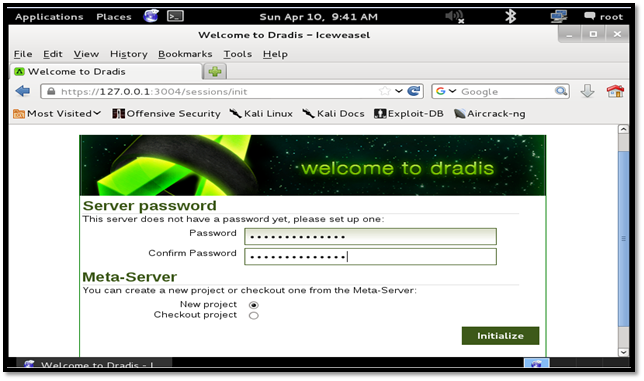 Applications Places Sun Apr 10, 9:41 AM root
Welcome to Dradis - Iceweasel
File Edit View History Bookmarks Tools Help
Welcome to Dradis
https://127.0.0.1:3004/sessions/init Google
Most Visited Offensive Security Kali Linux Kali Docs Exploit-DB Aircrack-ng
welcome to dradis
Server password
This server does not have a password yet, please set up one:
Password ••••••••••••••
Confirm Password ••••••••••••••
Meta-Server
You can create a new project or checkout one from the Meta-Server:
New project
Checkout project
Initialize
Welcome to Dradis - I